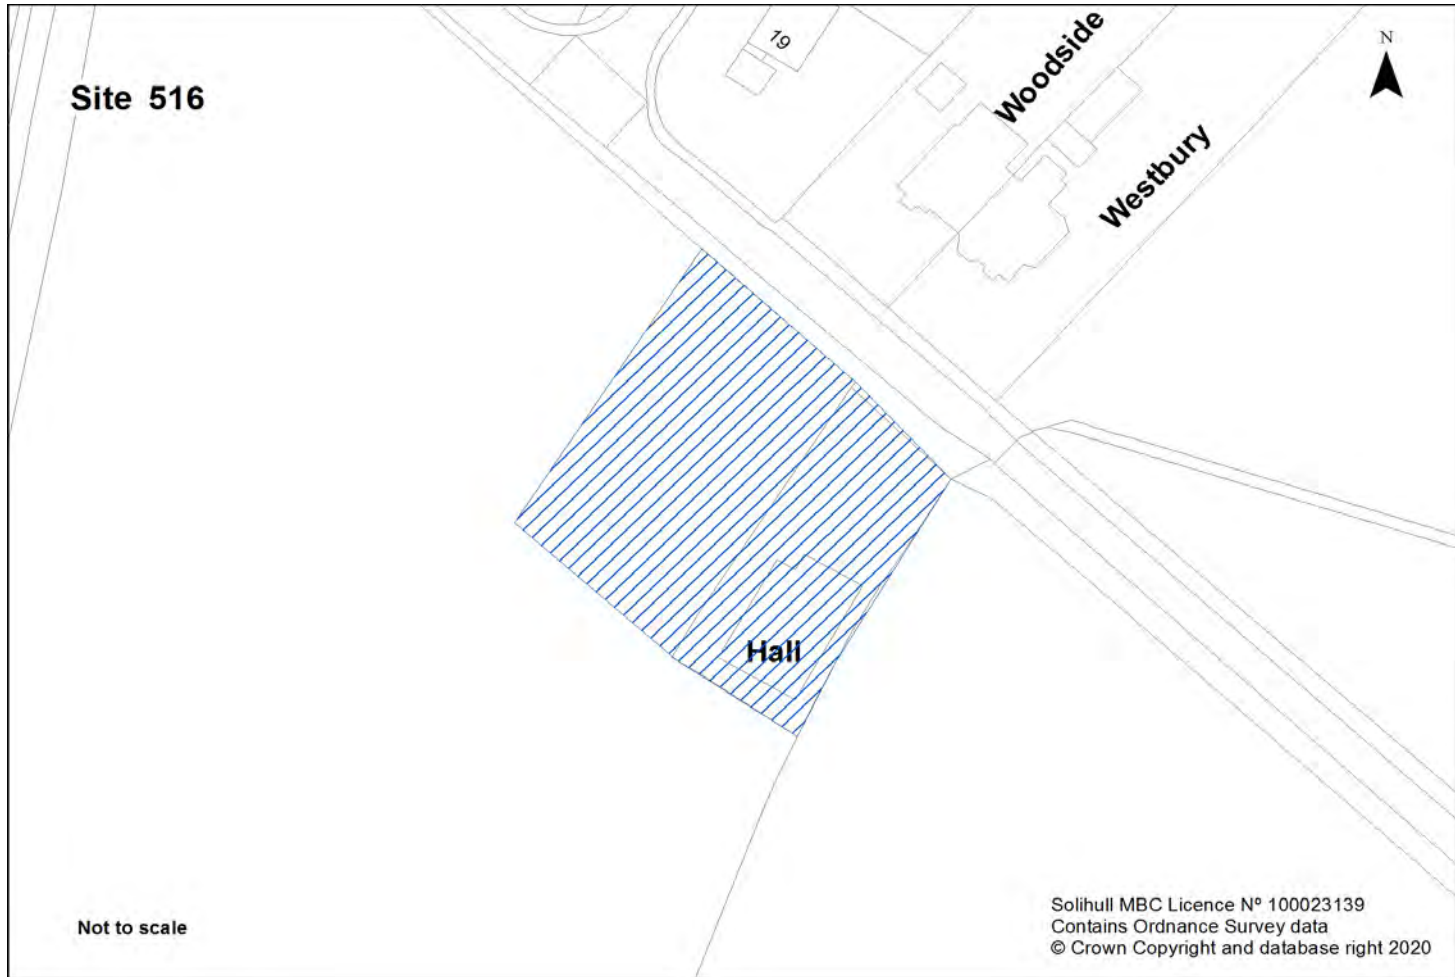 19
Woodside
N
Site 516
Westbury
Hall
Not to scale
Solihull MBC Licence Nº 100023139
Contains Ordnance Survey data
© Crown Copyright and database right 2020